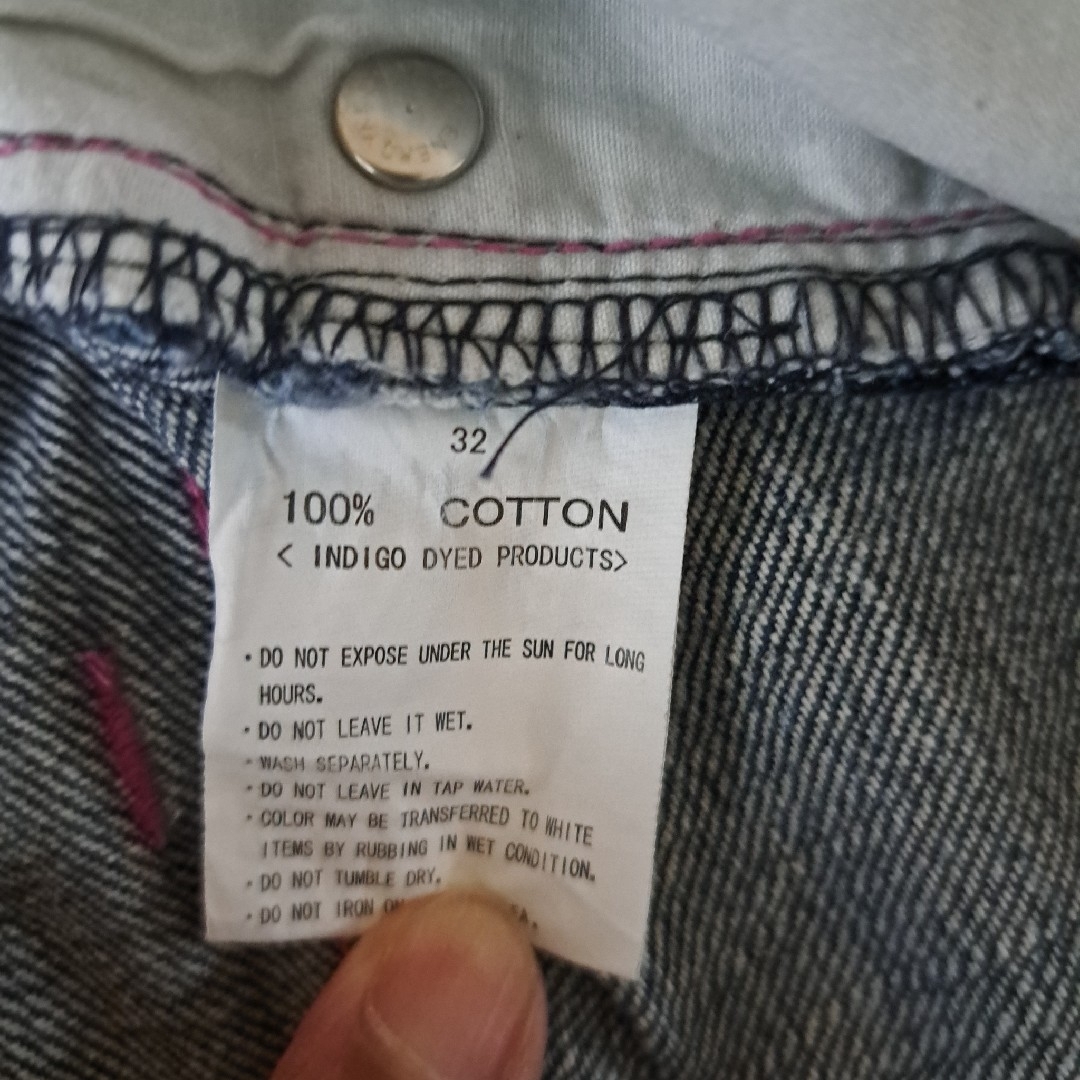 32
100% COTTON
< INDIGO DYED PRODUCTS>
・DO NOT EXPOSE UNDER THE SUN FOR LONG
HOURS.
・DO NOT LEAVE IT WET.
・WASH SEPARATELY.
・DO NOT LEAVE IN TAP WATER.
・COLOR MAY BE TRANSFERRED TO WHITE
ITEMS BY RUBBING IN WET CONDITION.
・DO NOT TUMBLE DRY.
・DO NOT IRON